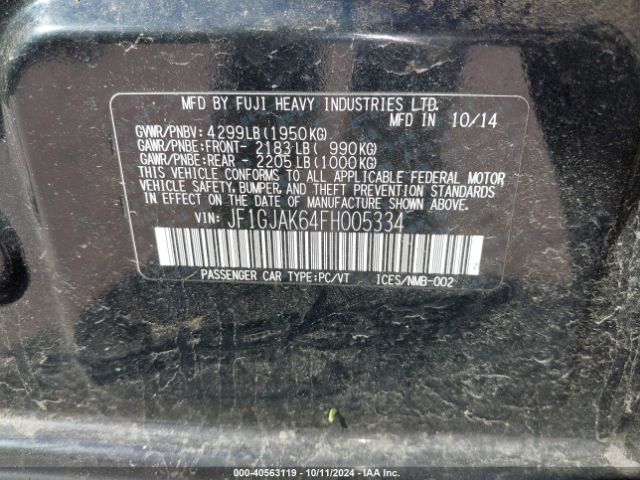 MFD BY FUJI HEAVY INDUSTRIES LTD.
MFD IN 10/14
GVWR/PNBV: 4299LB(1950KG)
GAWR/PNBE:FRONT- 2183LB( 990KG)
GAWR/PNBE:REAR - 2205LB(1000KG)
THIS VEHICLE CONFORMS TO ALL APPLICABLE FEDERAL MOTOR
VEHICLE SAFETY, BUMPER, AND THEFT PREVENTION STANDARDS
IN EFFECT ON THE DATE OF MANUFACTURE SHOWN ABOVE.
VIN: JF1GJAK64FH005334
PASSENGER CAR TYPE:PC/VT ICES/NMB-002
000-40563119 - 10/11/2024 - IAA Inc.